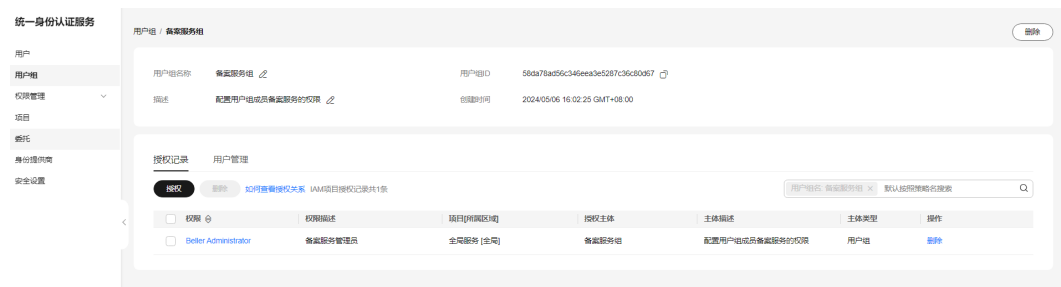 统一身份认证服务
用户组 / 备案服务组
删除
用户
用户组
权限管理
项目
委托
身份提供商
安全设置
用户组名称 备案服务组
用户组ID 58da78ad56c346eea3e5287c36c80d67
描述 配置用户组成员备案服务的权限
创建时间 2024/05/06 16:02:25 GMT+08:00
授权记录 用户管理
授权 删除 如何查看授权关系 IAM项目授权记录共1条
用户组名: 备案服务组 × 默认按照策略名搜索
权限 权限描述 项目[所属区域] 授权主体 主体描述 主体类型 操作
Beller Administrator 备案服务管理员 全局服务 [全局] 备案服务组 配置用户组成员备案服务的权限 用户组 删除